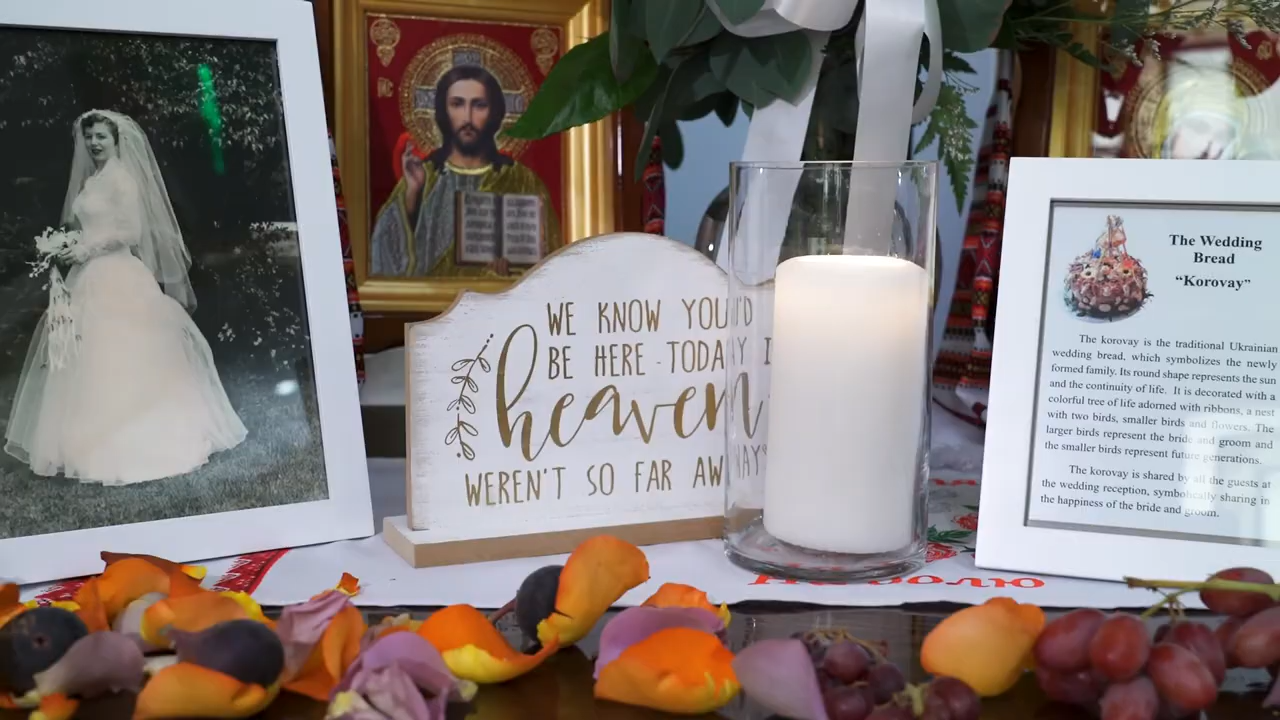 WE KNOW YOU'D
BE HERE TODAY IF
heaven
WEREN'T SO FAR AWAY
The Wedding
Bread
“Korovay”
The korovay is the traditional Ukrainian
wedding bread, which symbolizes the newly
formed family. Its round shape represents the sun
and the continuity of life. It is decorated with a
colorful tree of life adorned with ribbons, a nest
with two birds, smaller birds and flowers. The
larger birds represent the bride and groom and
the smaller birds represent future generations.
The korovay is shared by all the guests at
the wedding reception, symbolically sharing in
the happiness of the bride and groom.